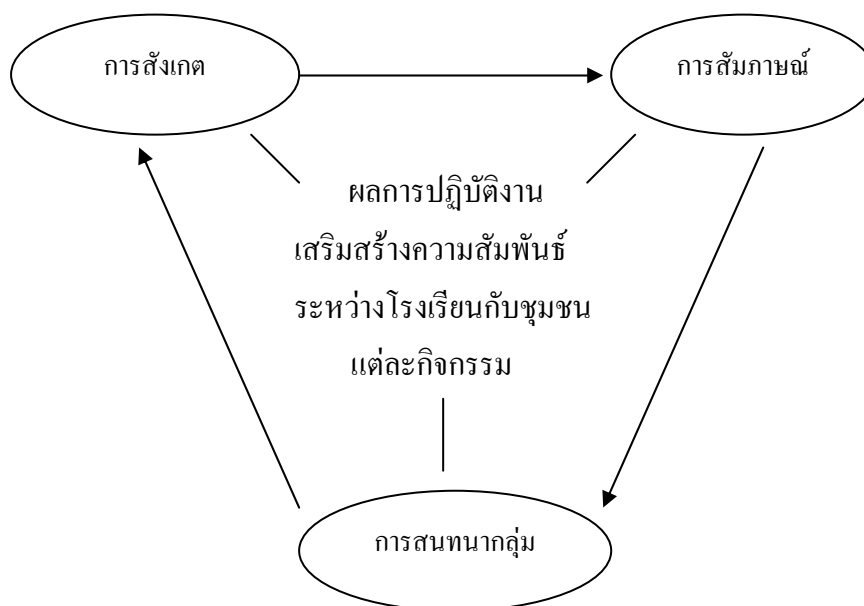 การสังเกต
การสัมภาษณ์
ผลการปฏิบัติงาน
เสริมสร้างความสัมพันธ์
ระหว่างโรงเรียนกับชุมชน
แต่ละกิจกรรม
การสนทนากลุ่ม